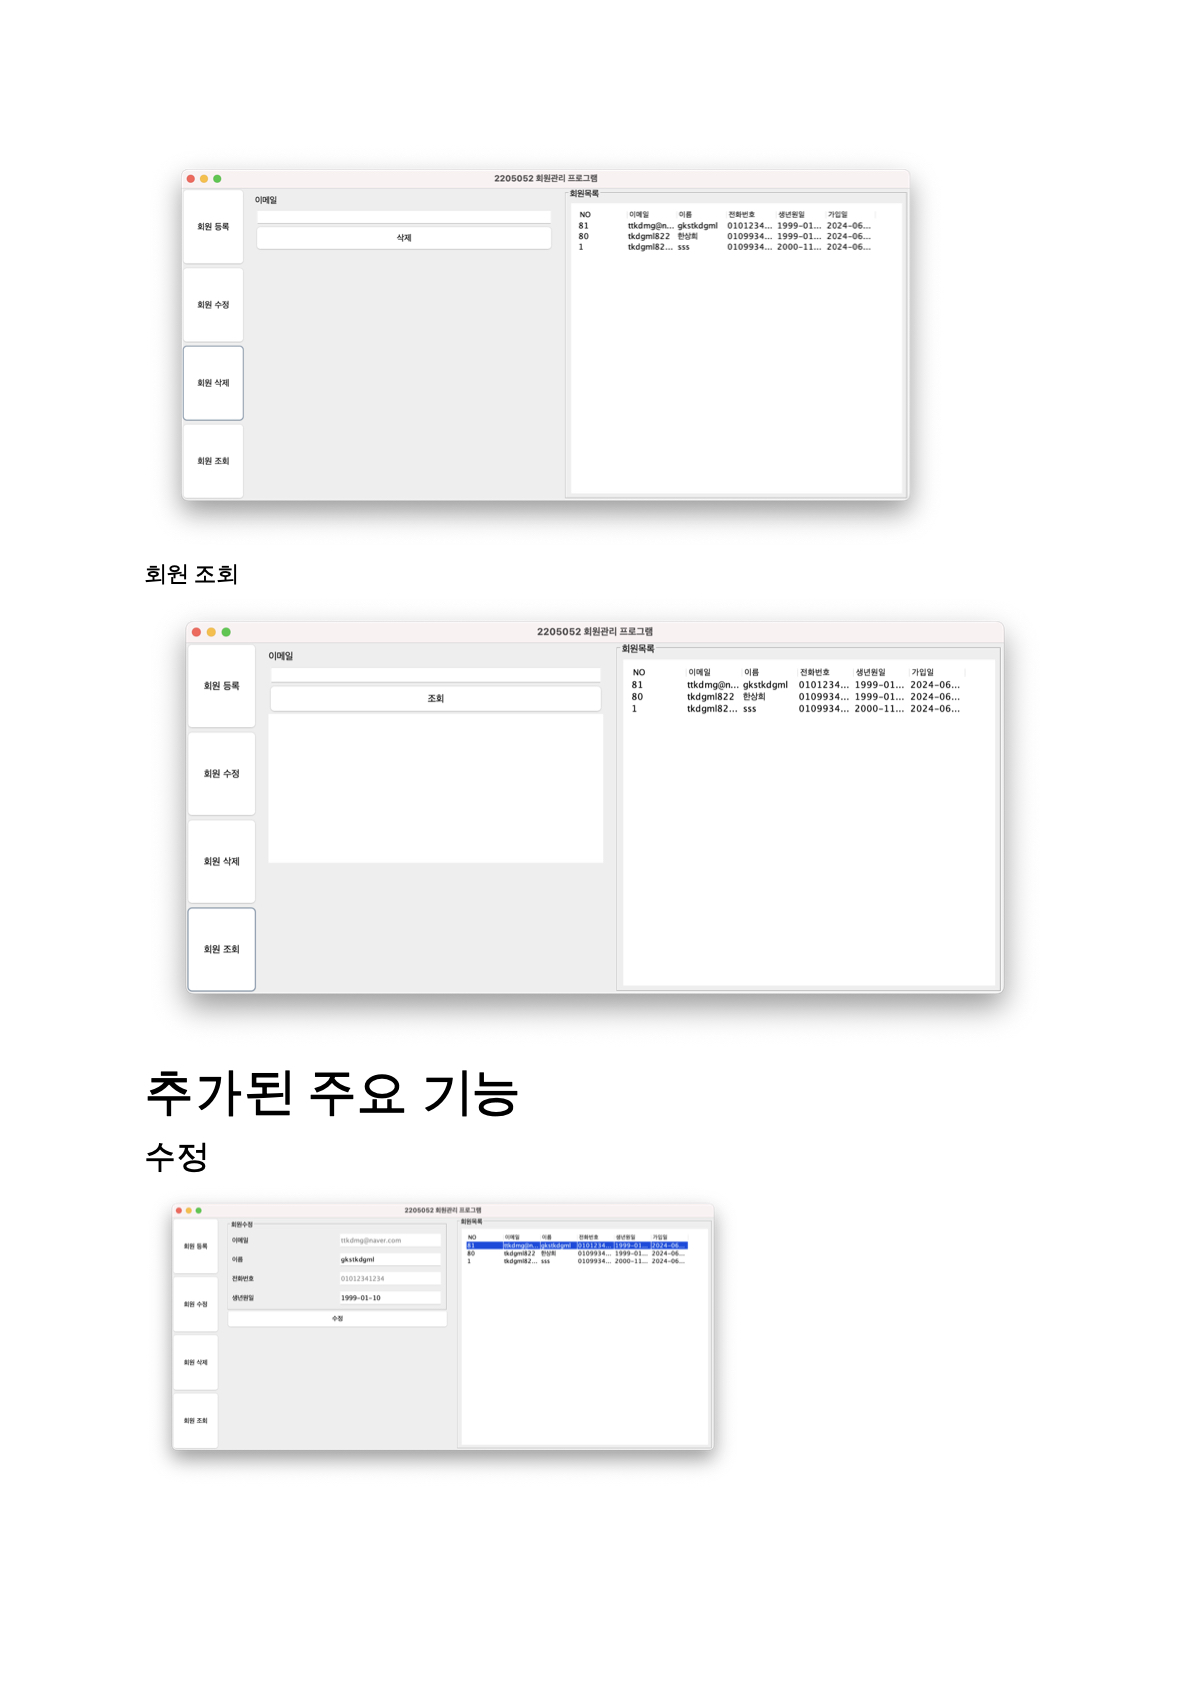 2205052 회원관리 프로그램
회원 등록
회원 수정
회원 삭제
회원 조회
이메일
삭제
회원목록
NO 이메일 이름 전화번호 생년원일 가입일
81 ttkdmg@n... gkstkdgml 0101234... 1999-01... 2024-06...
80 tkdgml822 한상희 0109934... 1999-01... 2024-06...
1 tkdgml82... sss 0109934... 2000-11... 2024-06...
회원 조회
2205052 회원관리 프로그램
회원 등록
회원 수정
회원 삭제
회원 조회
이메일
조회
회원목록
NO 이메일 이름 전화번호 생년원일 가입일
81 ttkdmg@n... gkstkdgml 0101234... 1999-01... 2024-06...
80 tkdgml822 한상희 0109934... 1999-01... 2024-06...
1 tkdgml82... sss 0109934... 2000-11... 2024-06...
추가된 주요 기능
수정
2205052 회원관리 프로그램
회원 등록
회원 수정
회원 삭제
회원 조회
회원수정
이메일 ttkdmg@naver.com
이름 gkstkdgml
전화번호 01012341234
생년원일 1999-01-10
수정
회원목록
NO 이메일 이름 전화번호 생년원일 가입일
81 ttkdmg@n... gkstkdgml 0101234... 1999-01... 2024-06...
80 tkdgml822 한상희 0109934... 1999-01... 2024-06...
1 tkdgml82... sss 0109934... 2000-11... 2024-06...